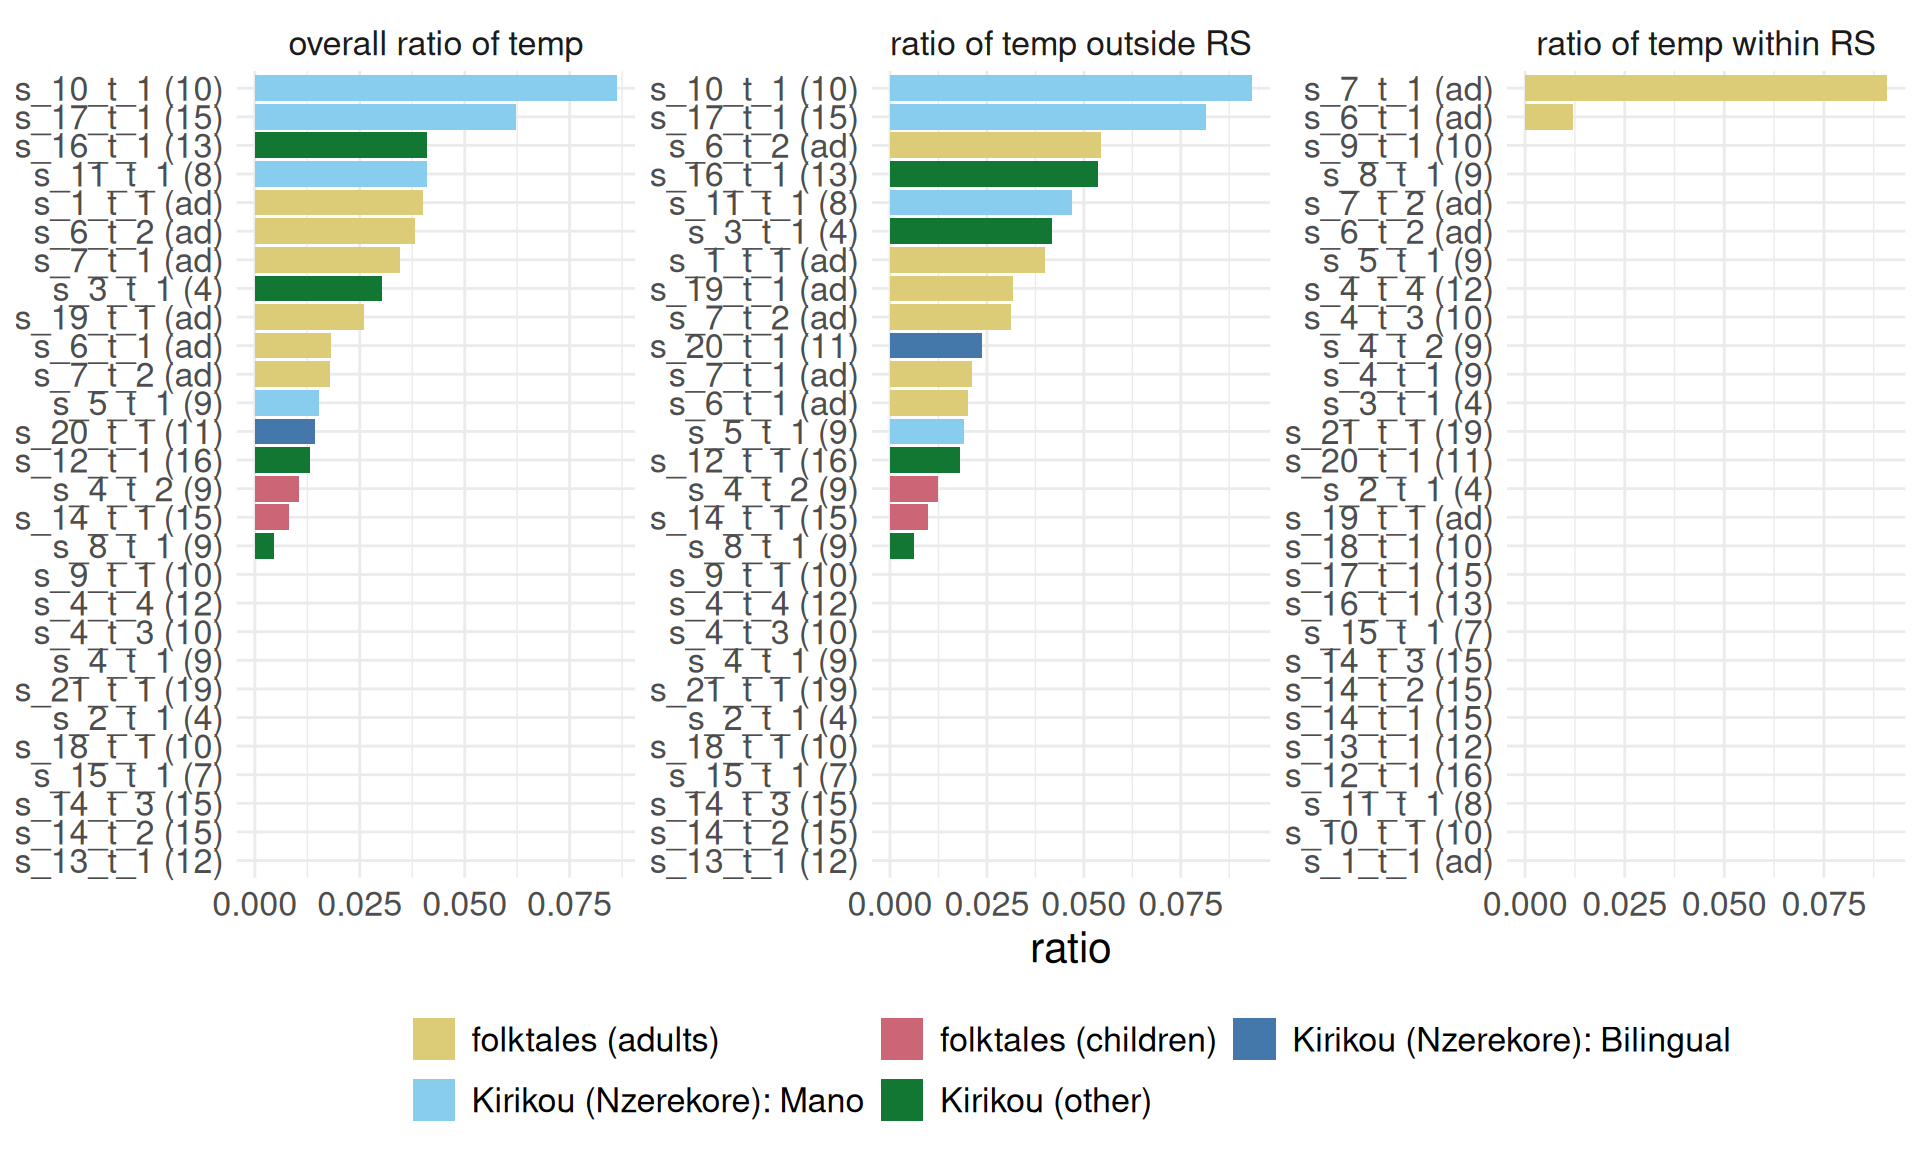 overall ratio of temp
s_10_t_1 (10)
s_17_t_1 (15)
s_16_t_1 (13)
s_11_t_1 (8)
s_1_t_1 (ad)
s_6_t_2 (ad)
s_7_t_1 (ad)
s_3_t_1 (4)
s_19_t_1 (ad)
s_6_t_1 (ad)
s_7_t_2 (ad)
s_5_t_1 (9)
s_20_t_1 (11)
s_12_t_1 (16)
s_4_t_2 (9)
s_14_t_1 (15)
s_8_t_1 (9)
s_9_t_1 (10)
s_4_t_4 (12)
s_4_t_3 (10)
s_4_t_1 (9)
s_21_t_1 (19)
s_2_t_1 (4)
s_18_t_1 (10)
s_15_t_1 (7)
s_14_t_3 (15)
s_14_t_2 (15)
s_13_t_1 (12)
0.000 0.025 0.050 0.075
ratio of temp outside RS
s_10_t_1 (10)
s_17_t_1 (15)
s_6_t_2 (ad)
s_16_t_1 (13)
s_11_t_1 (8)
s_3_t_1 (4)
s_1_t_1 (ad)
s_19_t_1 (ad)
s_7_t_2 (ad)
s_20_t_1 (11)
s_7_t_1 (ad)
s_6_t_1 (ad)
s_5_t_1 (9)
s_12_t_1 (16)
s_4_t_2 (9)
s_14_t_1 (15)
s_8_t_1 (9)
s_9_t_1 (10)
s_4_t_4 (12)
s_4_t_3 (10)
s_4_t_1 (9)
s_21_t_1 (19)
s_2_t_1 (4)
s_18_t_1 (10)
s_15_t_1 (7)
s_14_t_3 (15)
s_14_t_2 (15)
s_13_t_1 (12)
0.000 0.025 0.050 0.075
ratio of temp within RS
s_7_t_1 (ad)
s_6_t_1 (ad)
s_9_t_1 (10)
s_8_t_1 (9)
s_7_t_2 (ad)
s_6_t_2 (ad)
s_5_t_1 (9)
s_4_t_4 (12)
s_4_t_3 (10)
s_4_t_2 (9)
s_4_t_1 (9)
s_3_t_1 (4)
s_21_t_1 (19)
s_20_t_1 (11)
s_2_t_1 (4)
s_19_t_1 (ad)
s_18_t_1 (10)
s_17_t_1 (15)
s_16_t_1 (13)
s_15_t_1 (7)
s_14_t_3 (15)
s_14_t_2 (15)
s_14_t_1 (15)
s_13_t_1 (12)
s_12_t_1 (16)
s_11_t_1 (8)
s_10_t_1 (10)
s_1_t_1 (ad)
0.000 0.025 0.050 0.075
ratio
folktales (adults) folktales (children) Kirikou (Nzerekore): Bilingual
Kirikou (Nzerekore): Mano Kirikou (other)